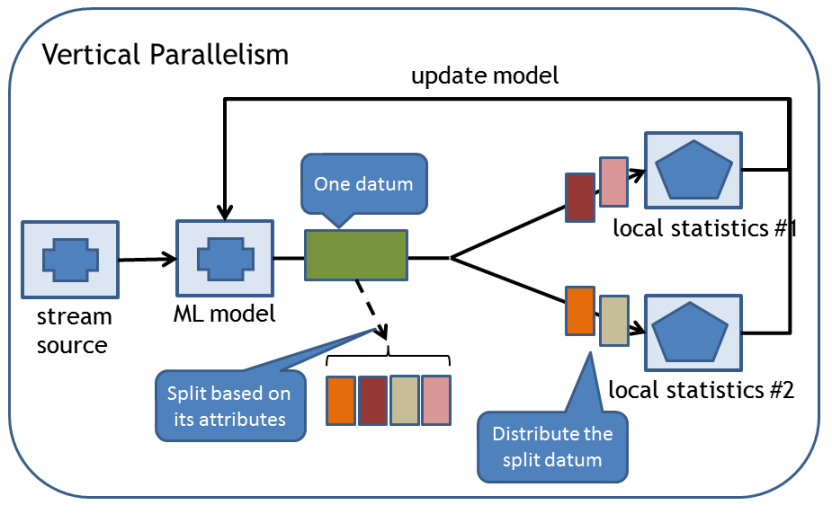 Vertical Parallelism
update model
One datum
local statistics #1
stream
source
ML model
Split based on
its attributes
local statistics #2
Distribute the
split datum